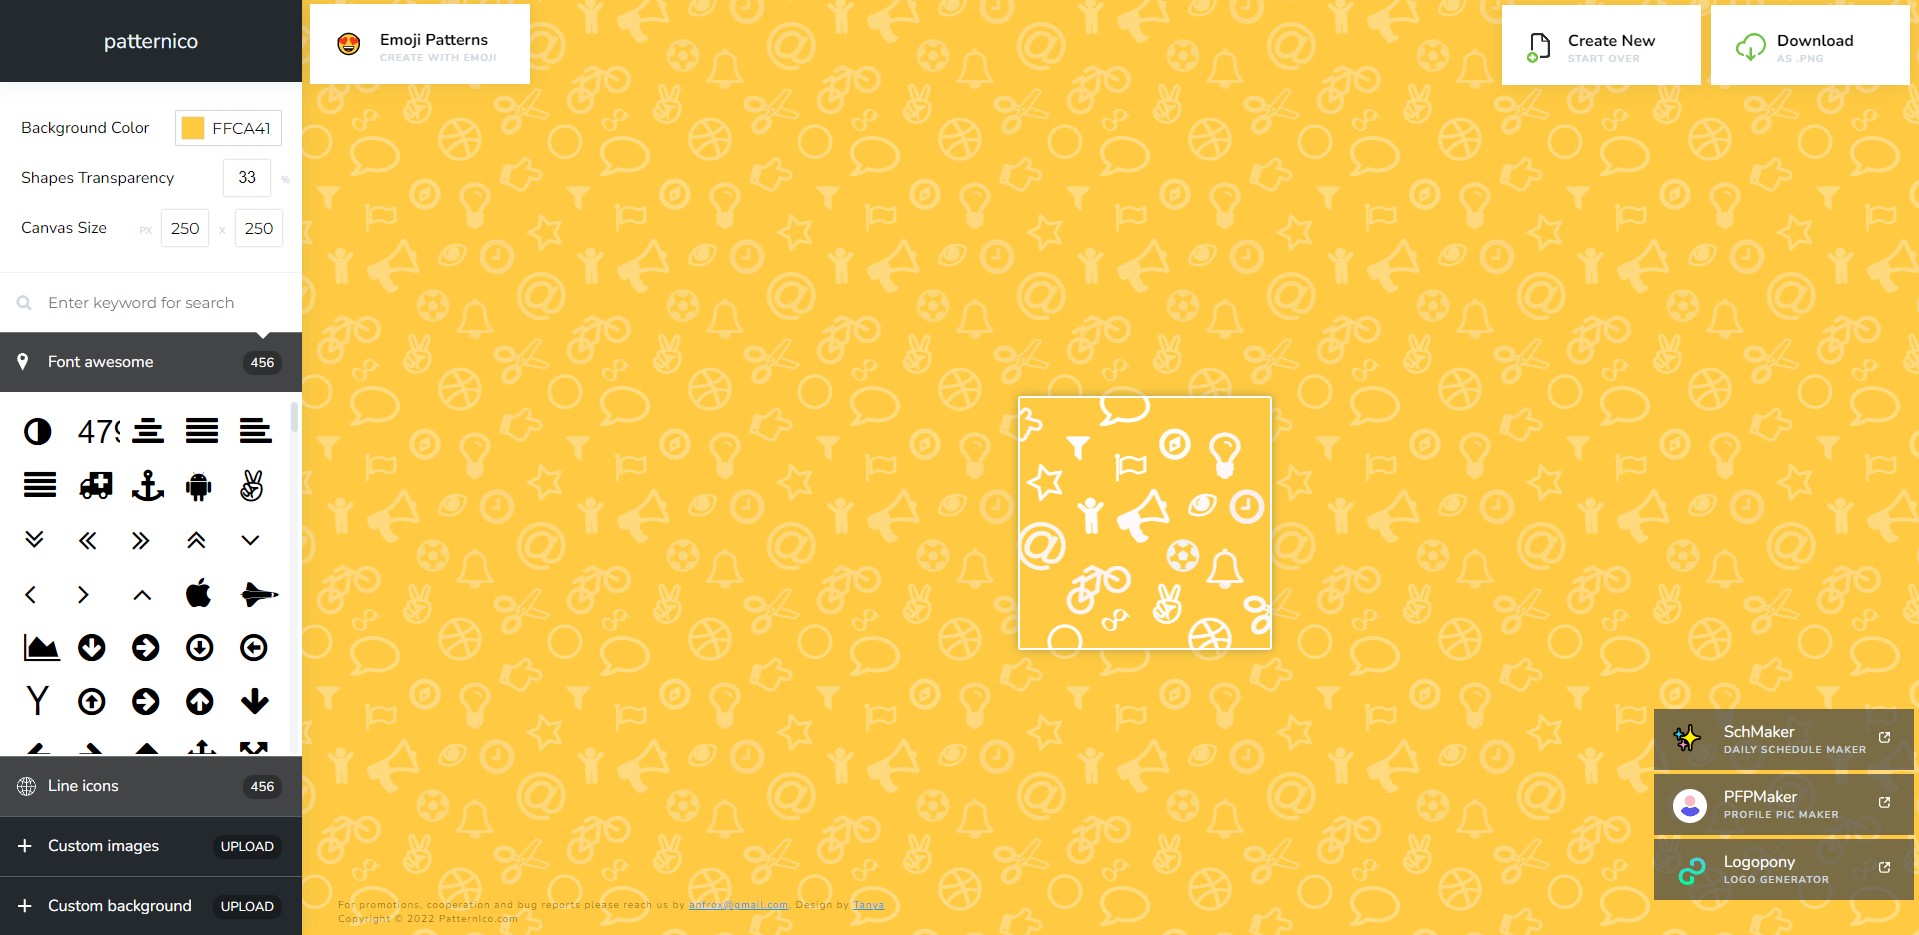 patternico
Emoji Patterns
CREATE WITH EMOJI
Create New
START OVER
Download
AS .PNG
Background Color
FFCA41
Shapes Transparency
33
%
Canvas Size
PX
250
X
250
Enter keyword for search
Font awesome
456
479
Line icons
456
Custom images
UPLOAD
Custom background
UPLOAD
SchMaker
DAILY SCHEDULE MAKER
PFPMaker
PROFILE PIC MAKER
Logopony
LOGO GENERATOR
For promotions, cooperation and bug reports please reach us by anfrox@gmail.com. Design by Tanya
Copyright © 2022 Patternico.com